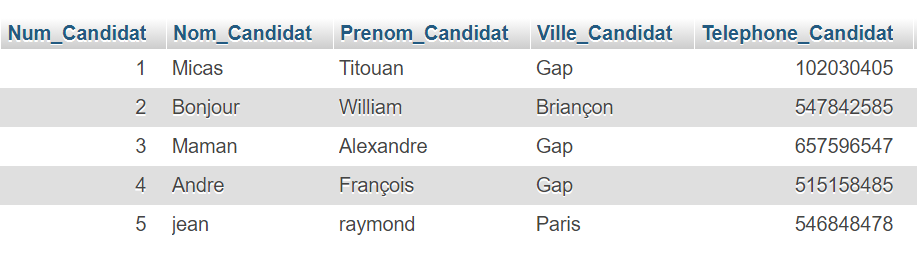 Num_Candidat Nom_Candidat Prenom_Candidat Ville_Candidat Telephone_Candidat
1 Micas Titouan Gap 102030405
2 Bonjour William Briançon 547842585
3 Maman Alexandre Gap 657596547
4 Andre François Gap 515158485
5 jean raymond Paris 546848478